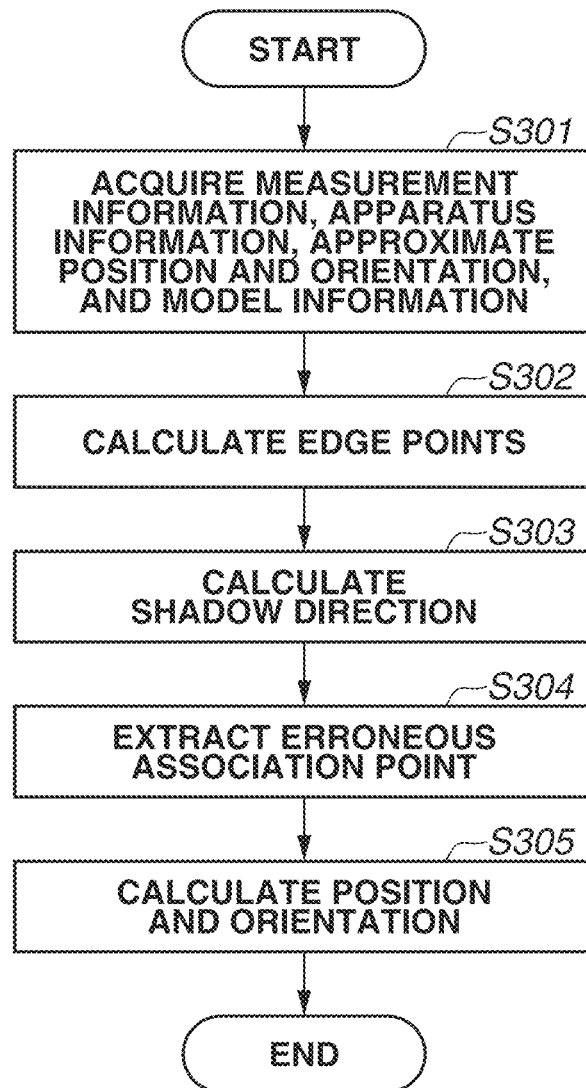 START
S301
ACQUIRE MEASUREMENT
INFORMATION, APPARATUS
INFORMATION, APPROXIMATE
POSITION AND ORIENTATION,
AND MODEL INFORMATION
S302
CALCULATE EDGE POINTS
S303
CALCULATE
SHADOW DIRECTION
S304
EXTRACT ERRONEOUS
ASSOCIATION POINT
S305
CALCULATE POSITION
AND ORIENTATION
END